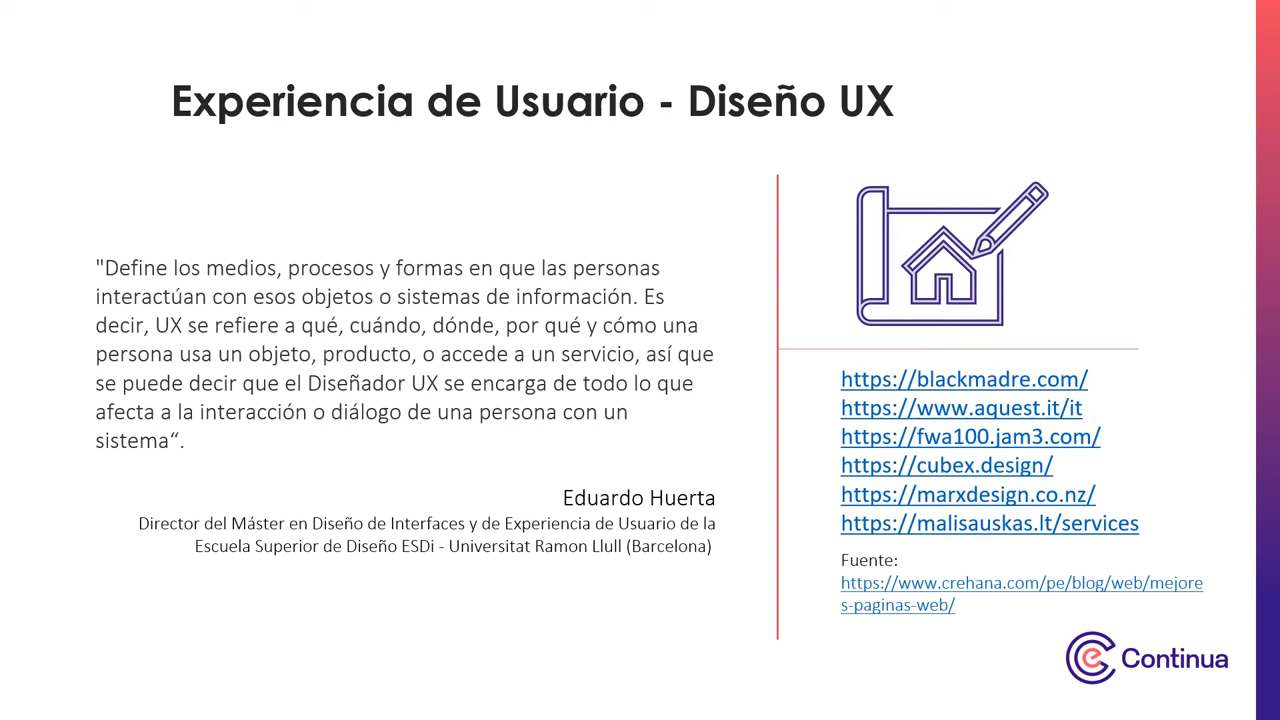 Experiencia de Usuario - Diseño UX
"Define los medios, procesos y formas en que las personas
interactúan con esos objetos o sistemas de información. Es
decir, UX se refiere a qué, cuándo, dónde, por qué y cómo una
persona usa un objeto, producto, o accede a un servicio, así que
se puede decir que el Diseñador UX se encarga de todo lo que
afecta a la interacción o diálogo de una persona con un
sistema“.
Eduardo Huerta
Director del Máster en Diseño de Interfaces y de Experiencia de Usuario de la
Escuela Superior de Diseño ESDi - Universitat Ramon Llull (Barcelona)
https://blackmadre.com/
https://www.aquest.it/it
https://fwa100.jam3.com/
https://cubex.design/
https://marxdesign.co.nz/
https://malisauskas.lt/services
Fuente:
https://www.crehana.com/pe/blog/web/mejore
s-paginas-web/
Continua